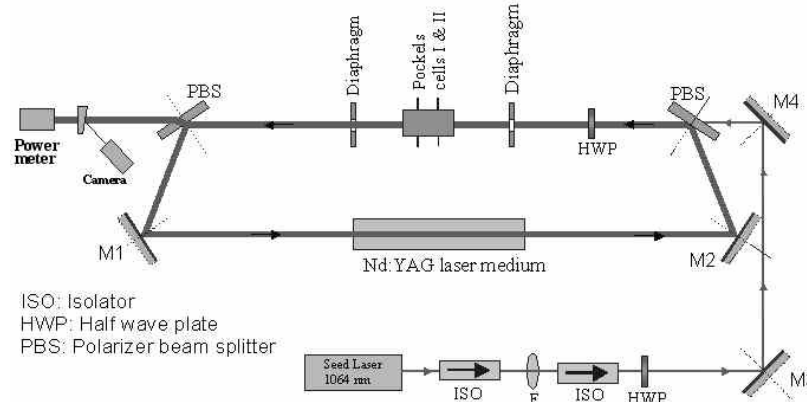 Diaphragm
Pockels
cells I & II
Diaphragm
PBS
PBS
M4
Power
meter
Camera
HWP
M1
Nd:YAG laser medium
M2
ISO: Isolator
HWP: Half wave plate
PBS: Polarizer beam splitter
Seed Laser
1064 nm
ISO
ISO
HWP